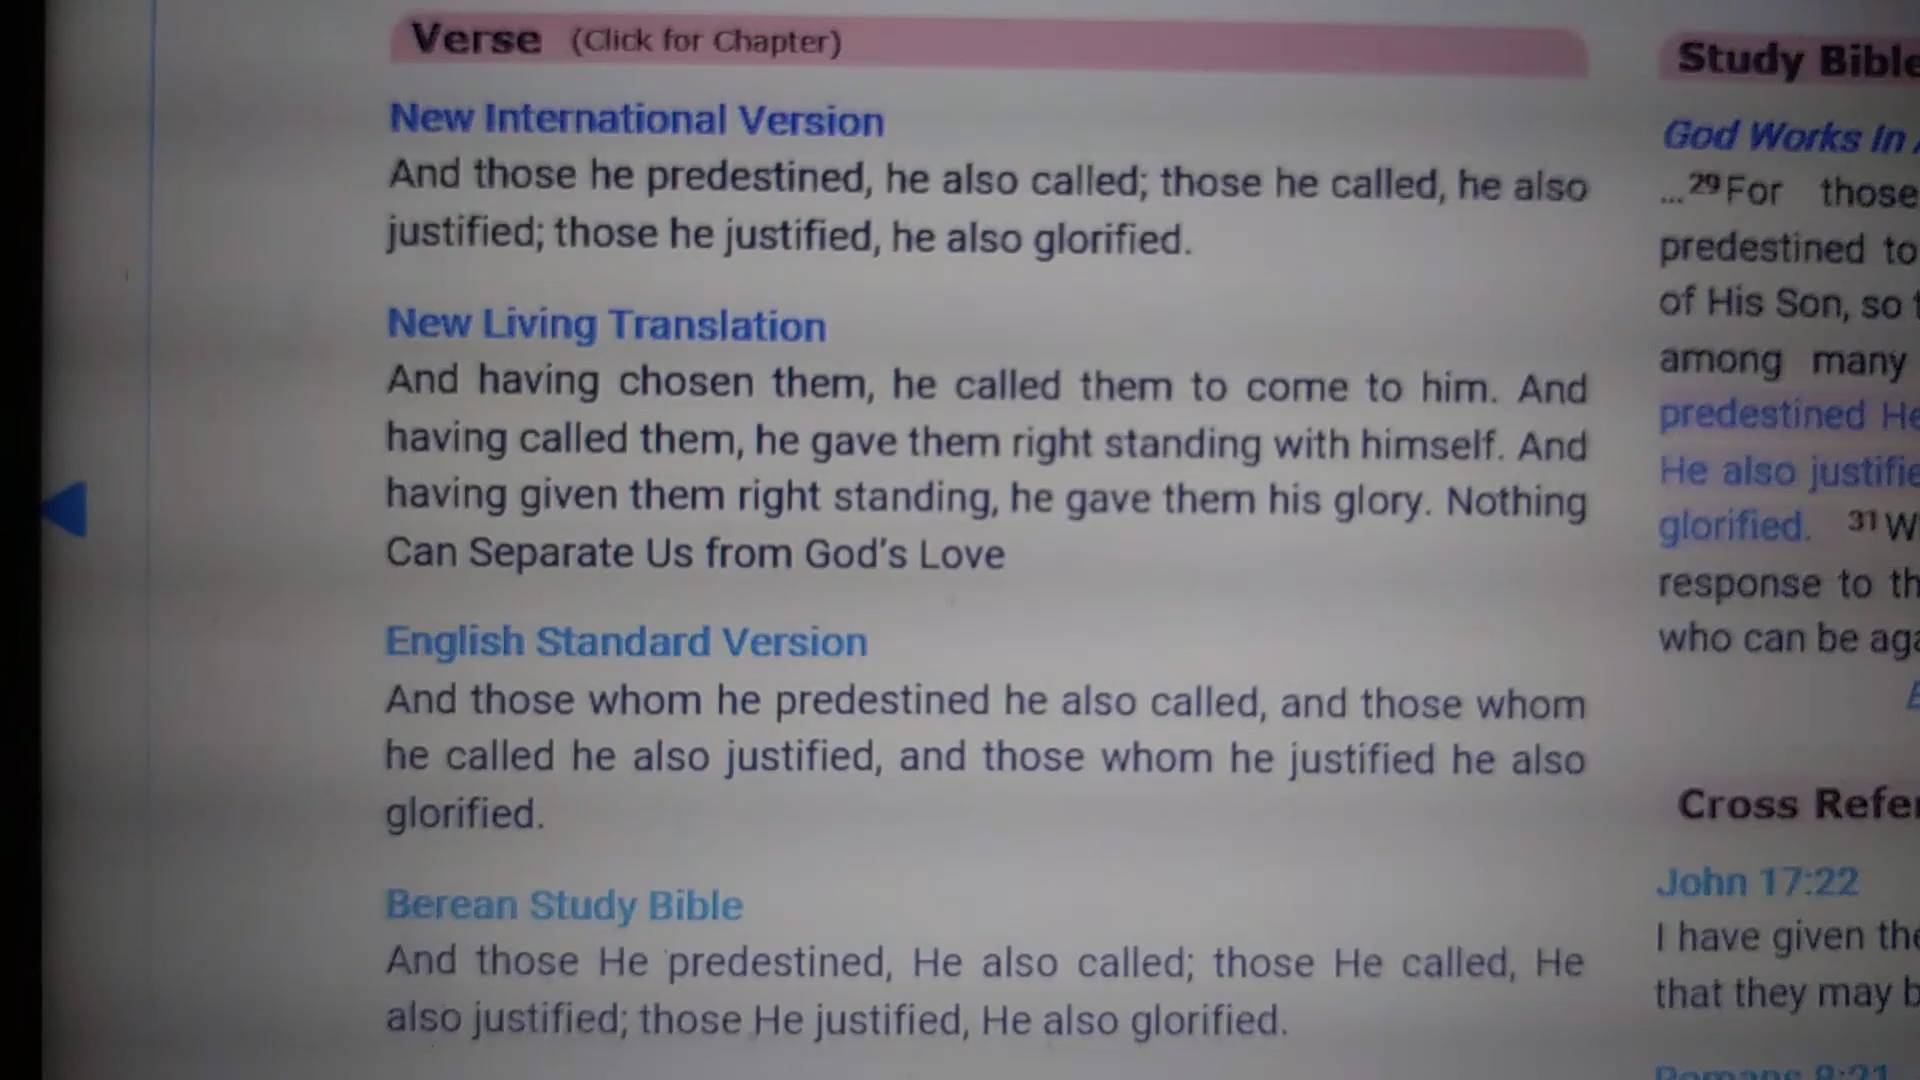 Verse (Click for Chapter)
New International Version
And those he predestined, he also called; those he called, he also
justified; those he justified, he also glorified.
New Living Translation
And having chosen them, he called them to come to him. And
having called them, he gave them right standing with himself. And
having given them right standing, he gave them his glory. Nothing
Can Separate Us from God's Love
English Standard Version
And those whom he predestined he also called, and those whom
he called he also justified, and those whom he justified he also
glorified.
Berean Study Bible
And those He predestined, He also called; those He called, He
also justified; those He justified, He also glorified.
Study Bible
God Works In
...29 For those
predestined to
of His Son, so
among many
predestined He
He also
glorified. 31
response to
who can be
Cross
John 17:22
I have given
that they may